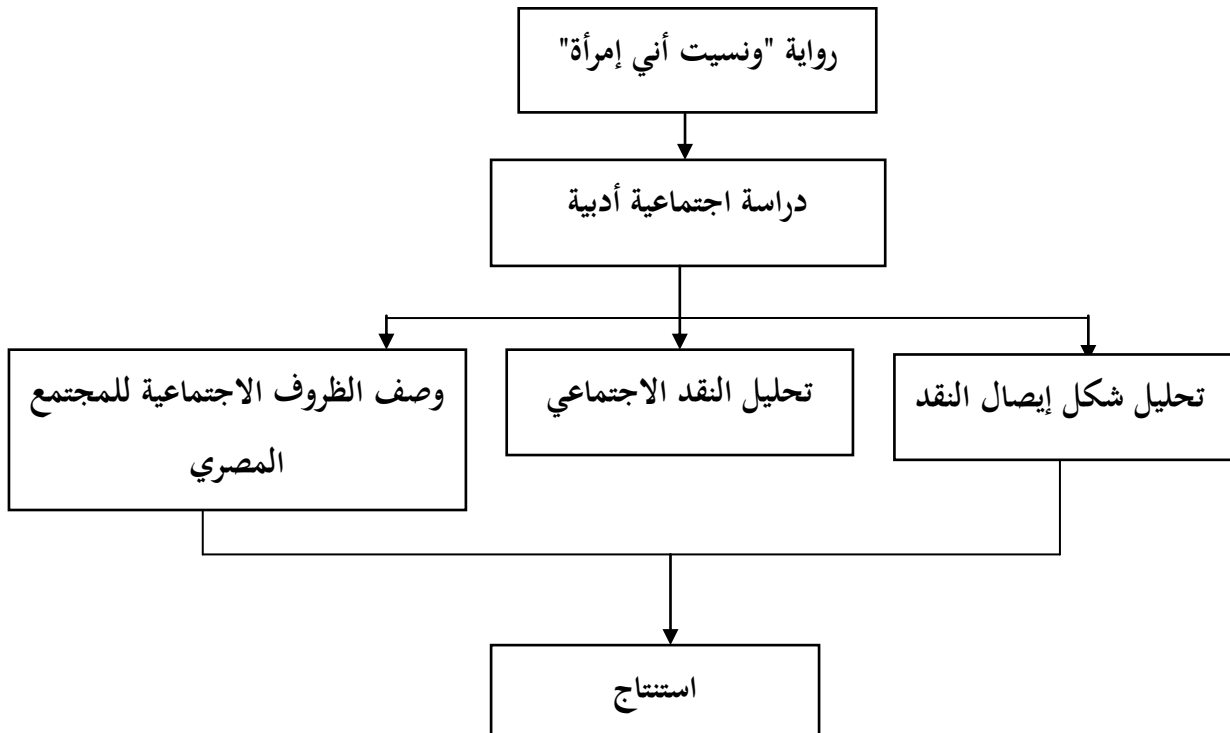 رواية "ونسيت أني إمرأة"
دراسة اجتماعية أدبية
تحليل شكل إيصال النقد
تحليل النقد الاجتماعي
وصف الظروف الاجتماعية للمجتمع
المصري
استنتاج